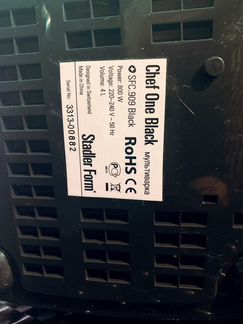 Chef One Black
мультиварка
SFC.909 Black
Voltage: 220-240 V ~ 50 Hz
Power: 800 W
Volume: 4 L
RoHS CE
Designed in Switzerland
Made in China
Stadler Form
Serial No:
3313-00882